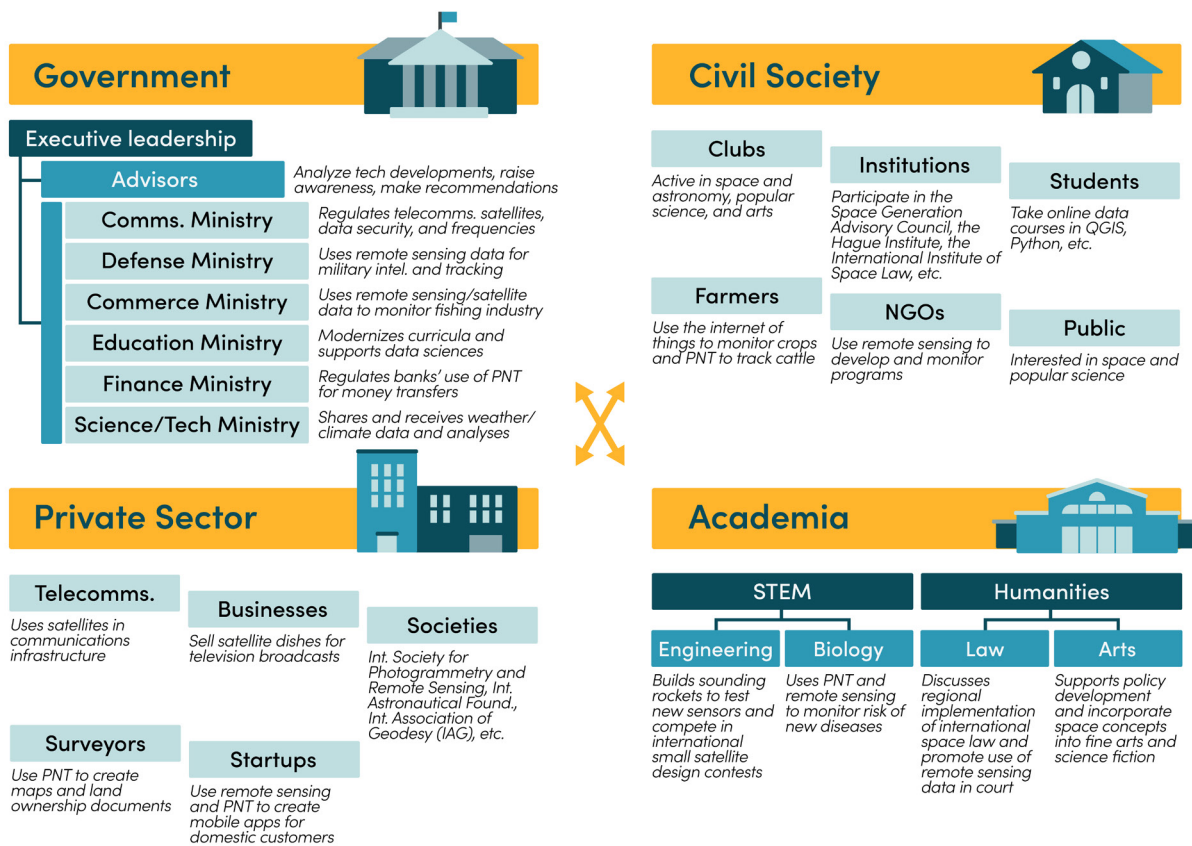 Government
Executive leadership
Advisors
Analyze tech developments, raise
awareness, make recommendations
Comms. Ministry
Regulates telecomms. satellites,
data security, and frequencies
Defense Ministry
Uses remote sensing data for
military intel. and tracking
Commerce Ministry
Uses remote sensing/satellite
data to monitor fishing industry
Education Ministry
Modernizes curricula and
supports data sciences
Finance Ministry
Regulates banks’ use of PNT
for money transfers
Science/Tech Ministry
Shares and receives weather/
climate data and analyses
Civil Society
Clubs
Active in space and
astronomy, popular
science, and arts
Institutions
Participate in the
Space Generation
Advisory Council, the
Hague Institute, the
International Institute of
Space Law, etc.
Students
Take online data
courses in QGIS,
Python, etc.
Farmers
Use the internet of
things to monitor crops
and PNT to track cattle
NGOs
Use remote sensing to
develop and monitor
programs
Public
Interested in space and
popular science
Private Sector
Telecomms.
Uses satellites in
communications
infrastructure
Businesses
Sell satellite dishes for
television broadcasts
Societies
Int. Society for
Photogrammetry and
Remote Sensing, Int.
Astronautical Found.,
Int. Association of
Geodesy (IAG), etc.
Surveyors
Use PNT to create
maps and land
ownership documents
Startups
Use remote sensing
and PNT to create
mobile apps for
domestic customers
Academia
STEM
Engineering
Builds sounding
rockets to test
new sensors and
compete in
international
small satellite
design contests
Biology
Uses PNT and
remote sensing
to monitor risk of
new diseases
Humanities
Law
Discusses
regional
implementation
of international
space law and
promote use of
remote sensing
data in court
Arts
Supports policy
development
and incorporate
space concepts
into fine arts and
science fiction